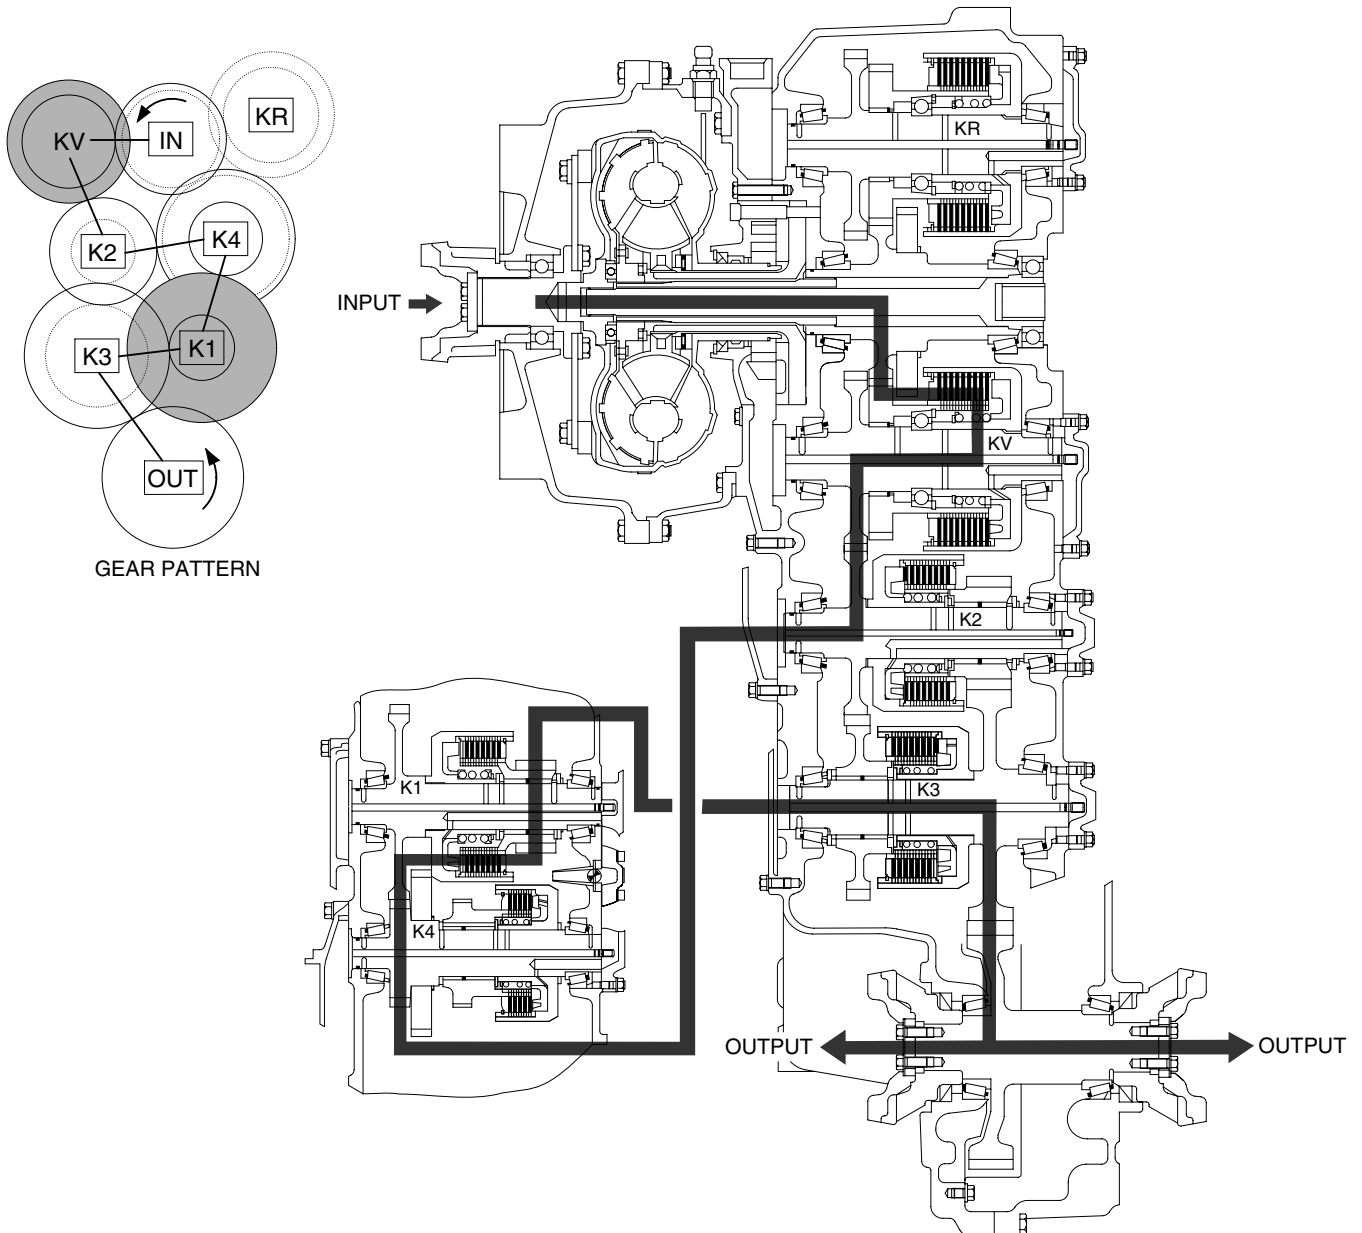 KV
IN
KR
K2
K4
K3
K1
OUT
GEAR PATTERN
KR
INPUT
KV
K2
K1
K3
K4
OUTPUT
OUTPUT